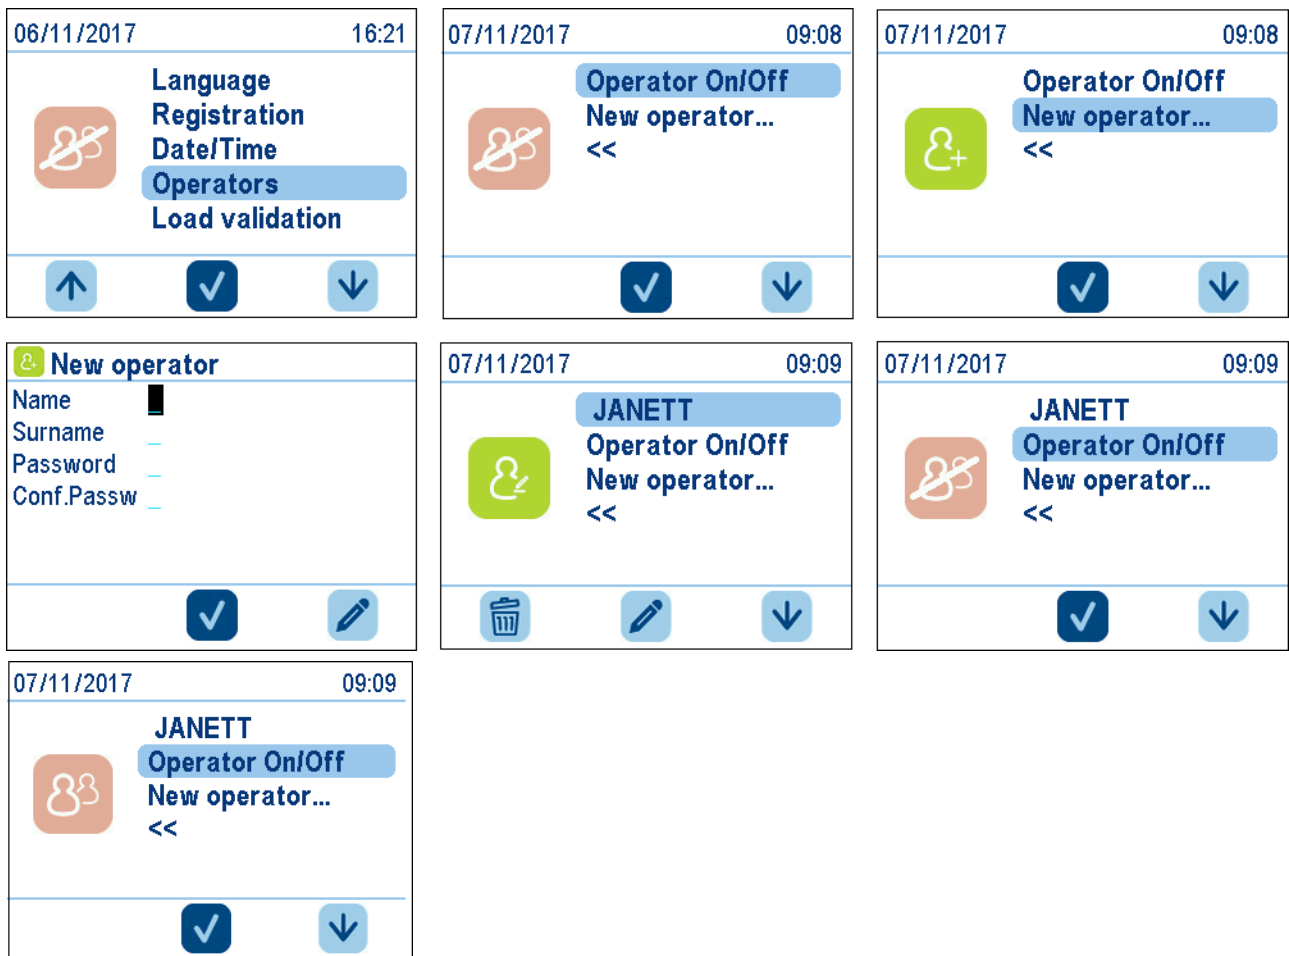 06/11/2017 16:21
Language
Registration
Date/Time
Operators
Load validation
07/11/2017 09:08
Operator On/Off
New operator...
<<
07/11/2017 09:08
Operator On/Off
New operator...
<<
New operator
Name _
Surname _
Password _
Conf.Passw _
07/11/2017 09:09
JANETT
Operator On/Off
New operator...
<<
07/11/2017 09:09
JANETT
Operator On/Off
New operator...
<<
07/11/2017 09:09
JANETT
Operator On/Off
New operator...
<<